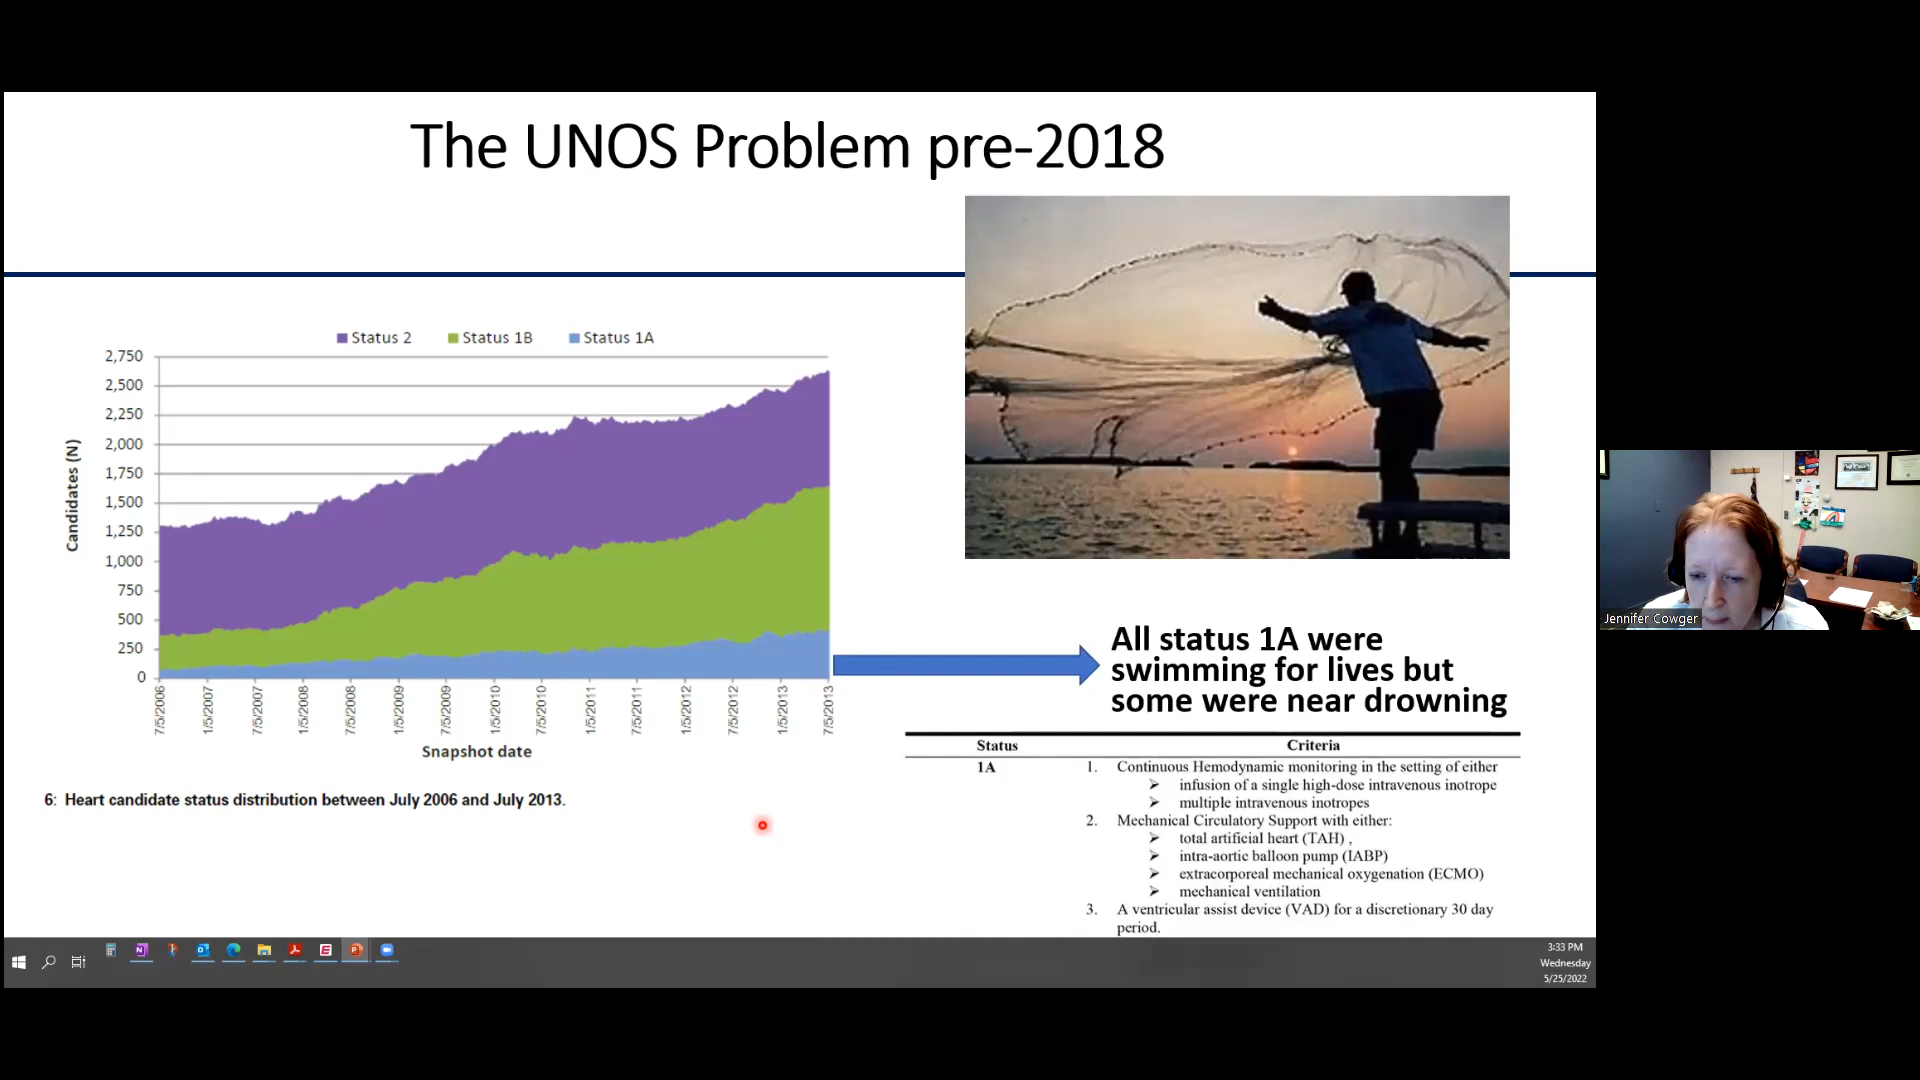 The UNOS Problem pre-2018
Status 2 Status 1B Status 1A
2,750
2,500
2,250
2,000
1,750
1,500
1,250
1,000
750
500
250
0
Candidates (N)
7/5/2006 1/5/2007 7/5/2007 1/5/2008 7/5/2008 1/5/2009 7/5/2009 1/5/2010 7/5/2010 1/5/2011 7/5/2011 1/5/2012 7/5/2012 1/5/2013 7/5/2013
Snapshot date
6: Heart candidate status distribution between July 2006 and July 2013.
All status 1A were
swimming for lives but
some were near drowning
Status Criteria
1A 1. Continuous Hemodynamic monitoring in the setting of either
➢ infusion of a single high-dose intravenous inotrope
➢ multiple intravenous inotropes
2. Mechanical Circulatory Support with either:
➢ total artificial heart (TAH) ,
➢ intra-aortic balloon pump (IABP)
➢ extracorporeal mechanical oxygenation (ECMO)
➢ mechanical ventilation
3. A ventricular assist device (VAD) for a discretionary 30 day
period.
Jennifer Cowger
3:33 PM
Wednesday
5/25/2022